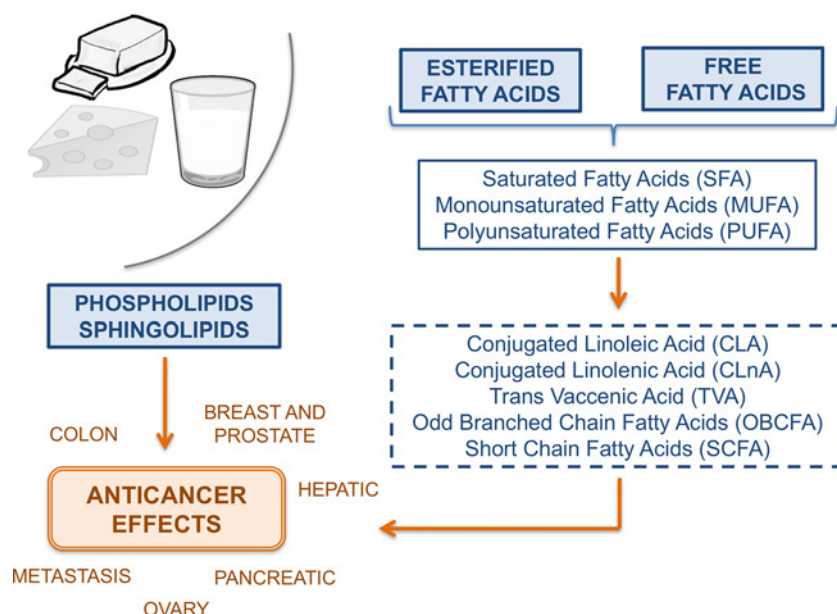 ESTERIFIED
FATTY ACIDS
FREE
FATTY ACIDS
Saturated Fatty Acids (SFA)
Monounsaturated Fatty Acids (MUFA)
Polyunsaturated Fatty Acids (PUFA)
PHOSPHOLIPIDS
SPHINGOLIPIDS
Conjugated Linoleic Acid (CLA)
Conjugated Linolenic Acid (CLnA)
Trans Vaccenic Acid (TVA)
Odd Branched Chain Fatty Acids (OBCFA)
Short Chain Fatty Acids (SCFA)
COLON
BREAST AND
PROSTATE
ANTICANCER
EFFECTS
HEPATIC
METASTASIS
PANCREATIC
OVARY